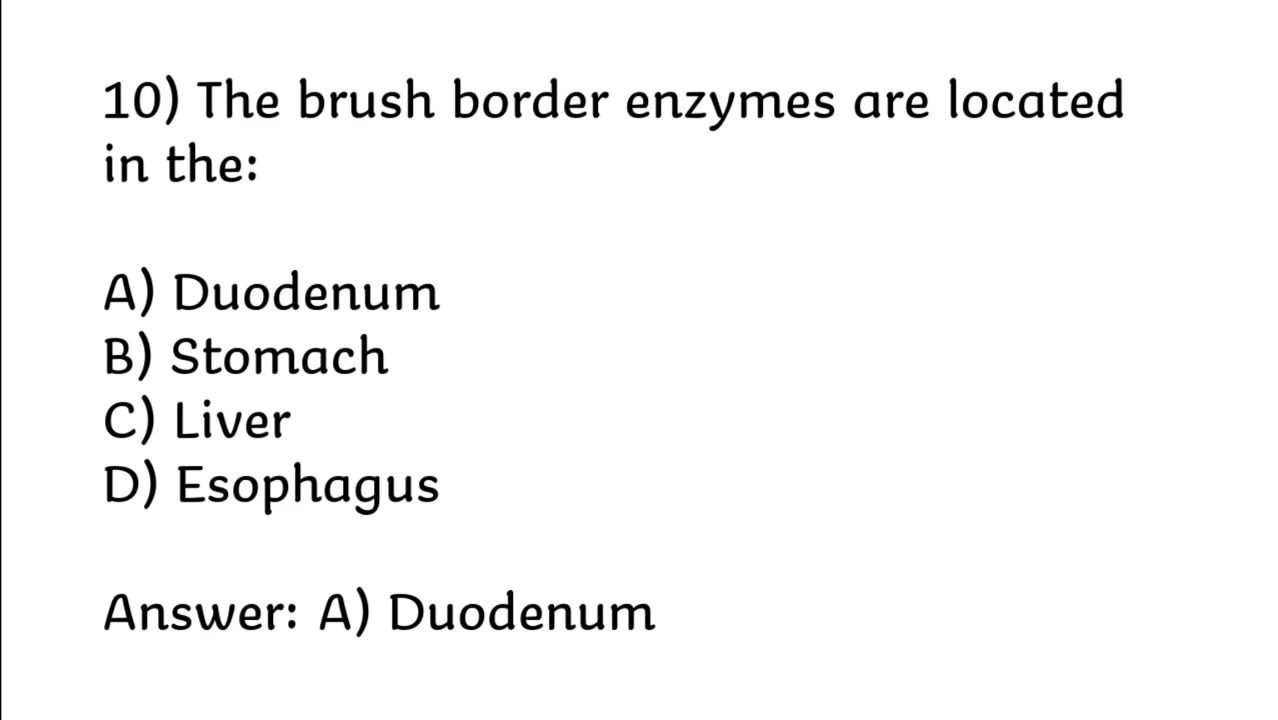 10) The brush border enzymes are located
in the:
A) Duodenum
B) Stomach
C) Liver
D) Esophagus
Answer: A) Duodenum